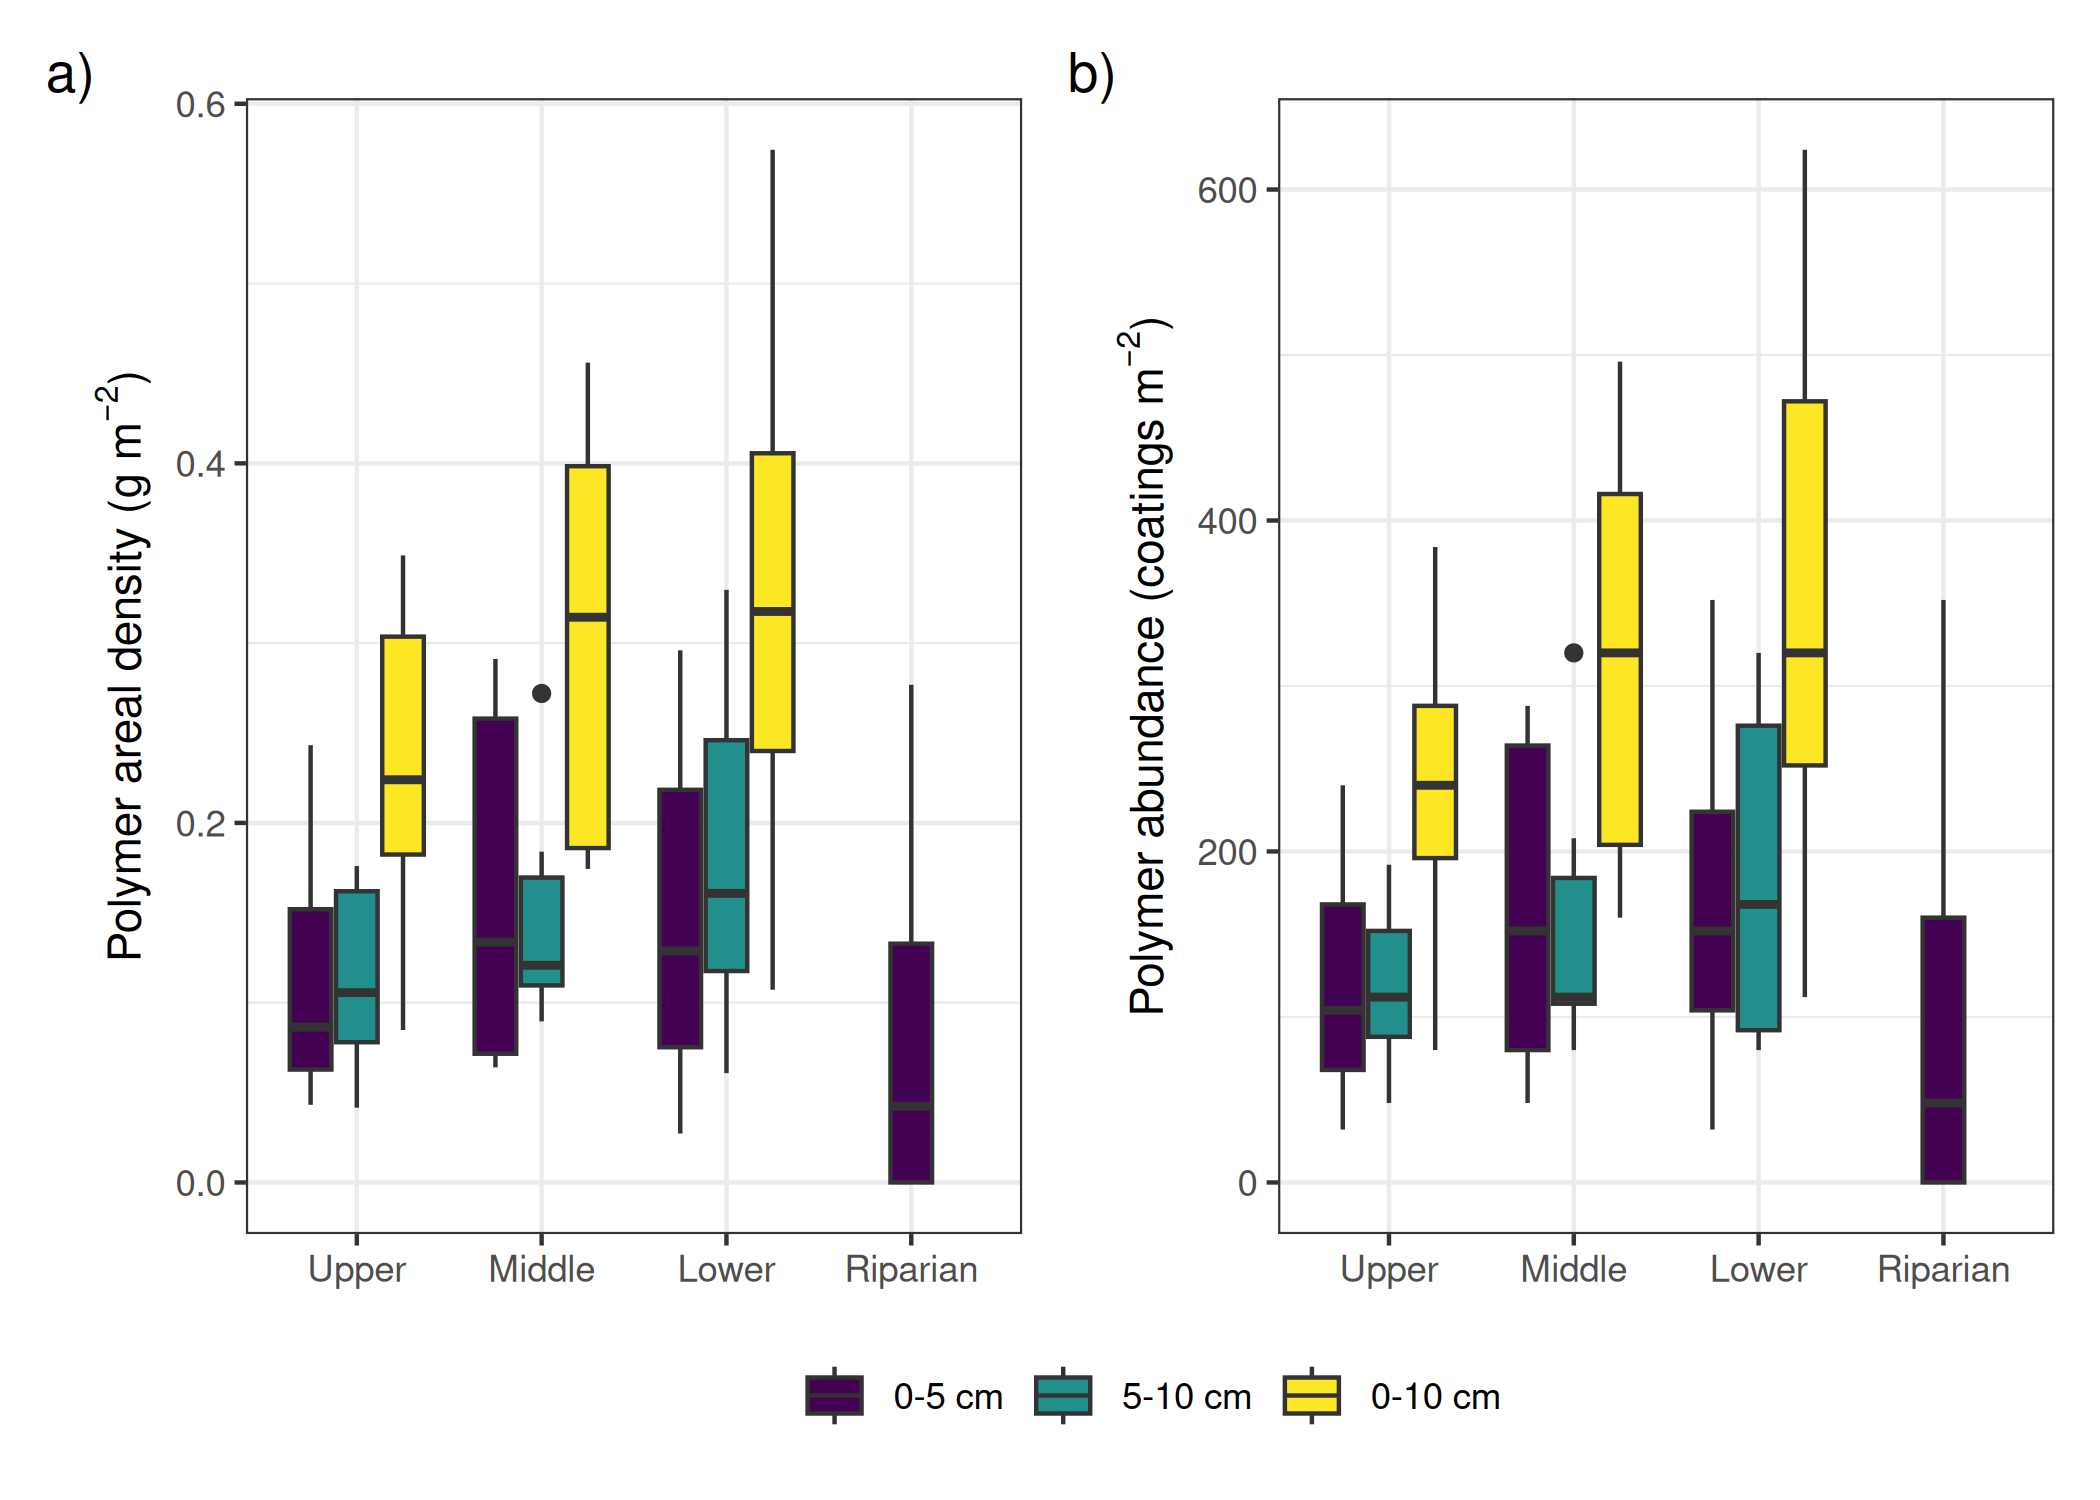 a)
Polymer areal density (g m⁻²)
0.6
0.4
0.2
0.0
Upper Middle Lower Riparian
b)
Polymer abundance (coatings m⁻²)
600
400
200
0
Upper Middle Lower Riparian
0-5 cm 5-10 cm 0-10 cm